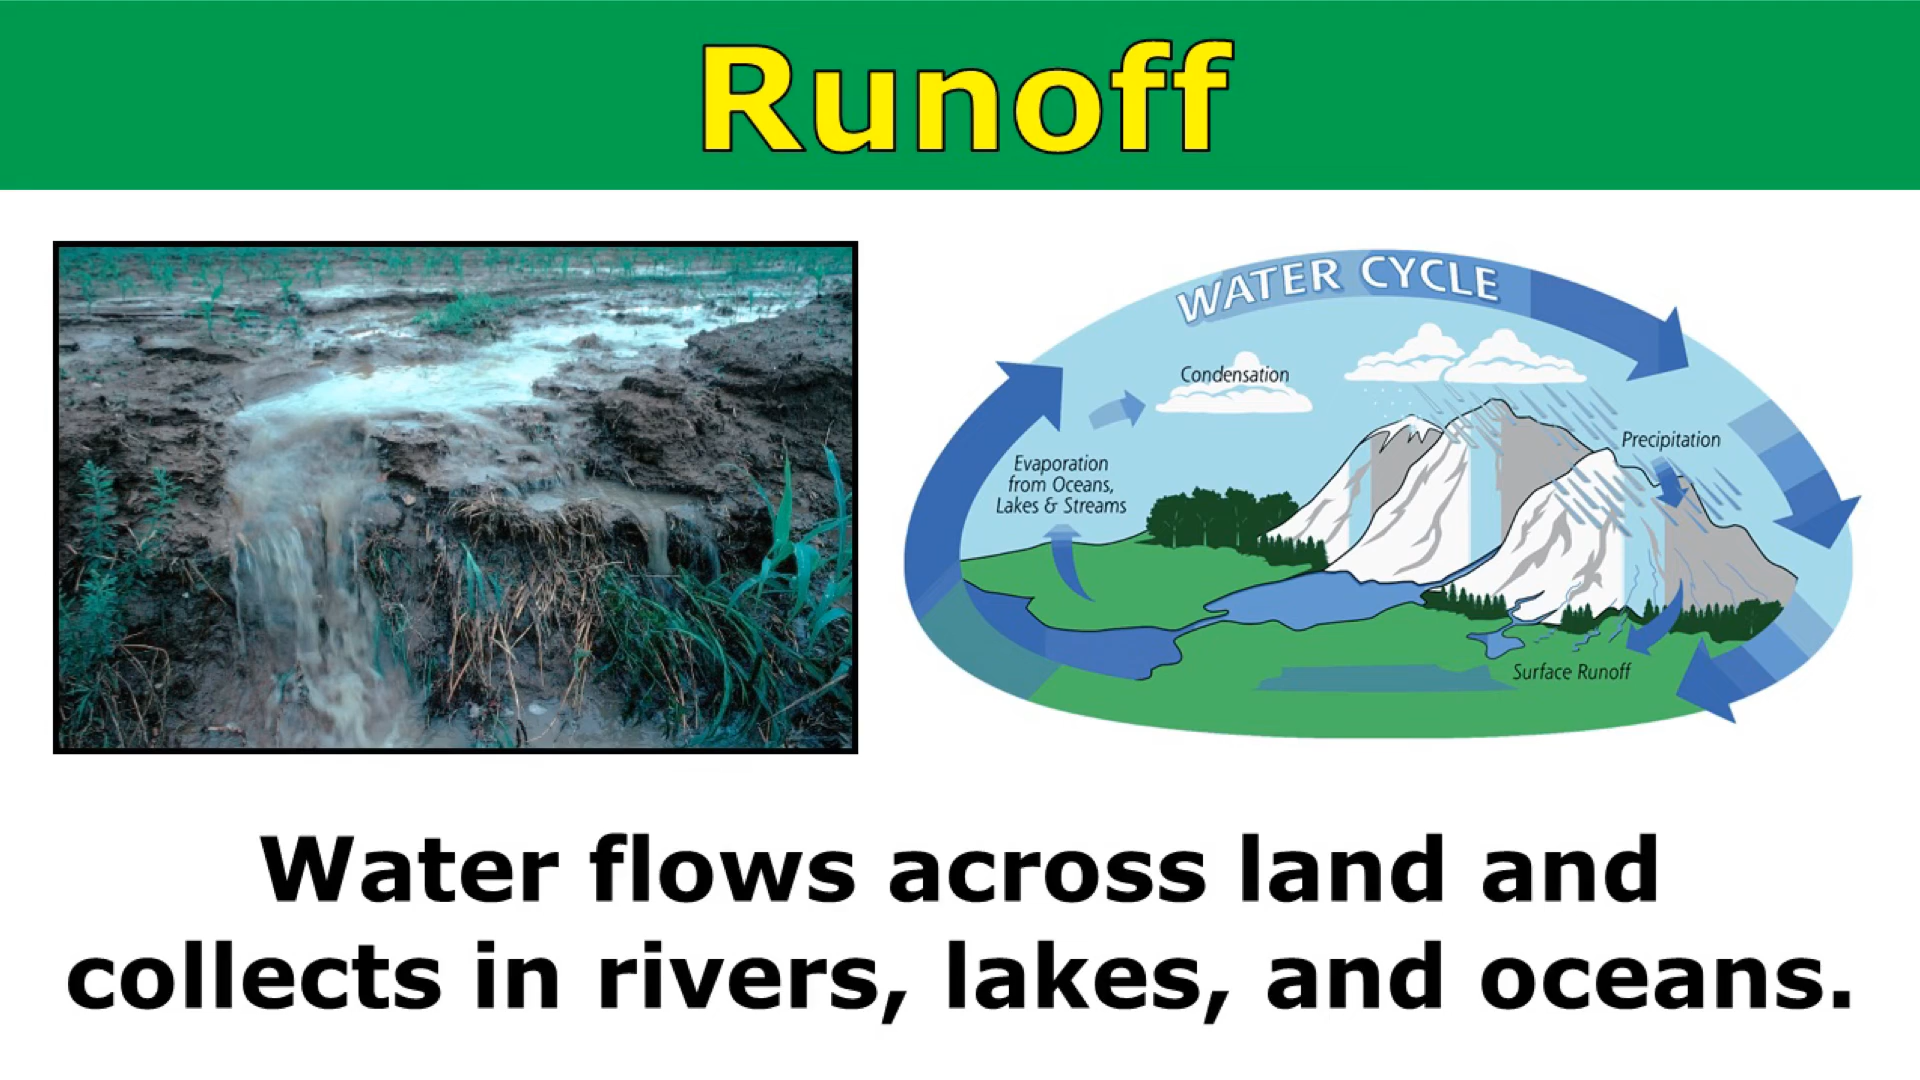 Runoff
WATER CYCLE
Condensation
Precipitation
Evaporation
from Oceans,
Lakes & Streams
Surface Runoff
Water flows across land and
collects in rivers, lakes, and oceans.